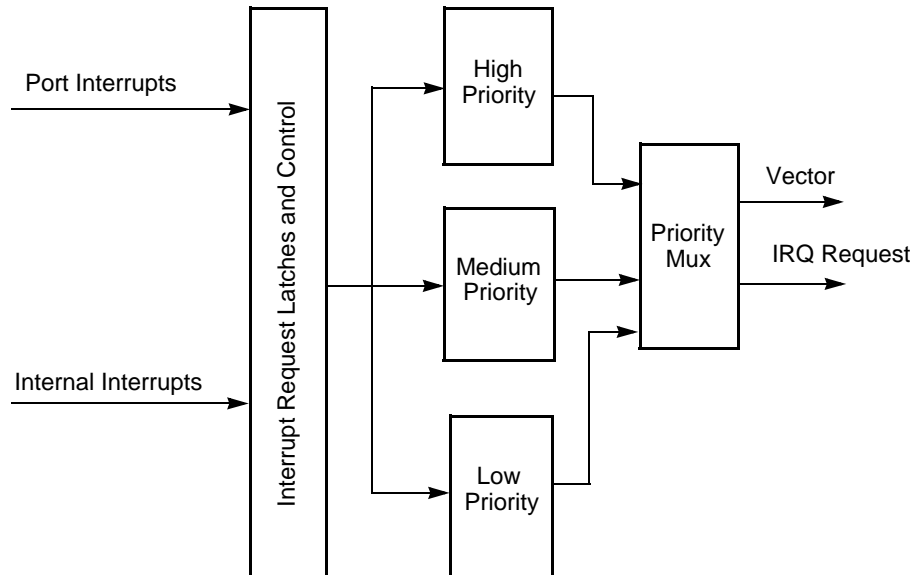 Port Interrupts
Internal Interrupts
Interrupt Request Latches and Control
High
Priority
Medium
Priority
Low
Priority
Priority
Mux
Vector
IRQ Request